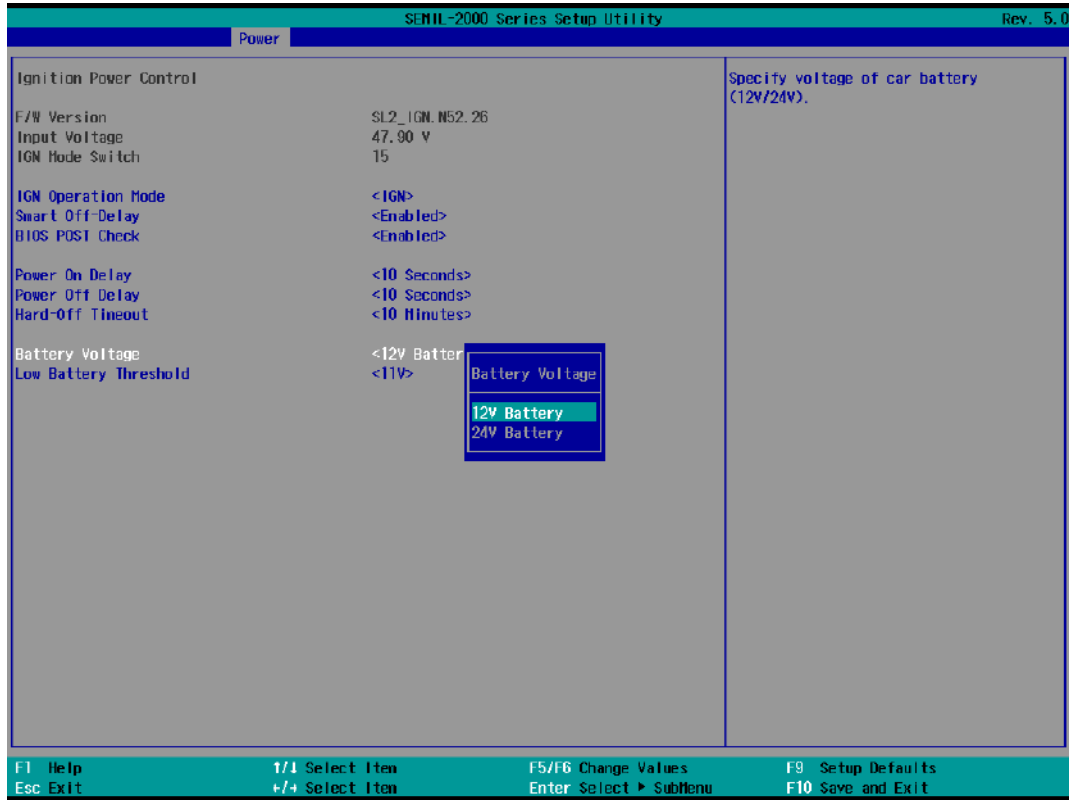 SEMIL-2000 Series Setup Utility Rev. 5.0
Power
Ignition Power Control
F/W Version SL2_IGN.N52.26
Input Voltage 47.90 V
IGN Mode Switch 15
IGN Operation Mode <IGN>
Smart Off-Delay <Enabled>
BIOS POST Check <Enabled>
Power On Delay <10 Seconds>
Power Off Delay <10 Seconds>
Hard-Off Timeout <10 Minutes>
Battery Voltage <12V Batter
Low Battery Threshold <11V>
Battery Voltage
12V Battery
24V Battery
Specify voltage of car battery
(12V/24V).
F1 Help ↑/↓ Select Item F5/F6 Change Values F9 Setup Defaults
Esc Exit ←/→ Select Item Enter Select ▶ SubMenu F10 Save and Exit